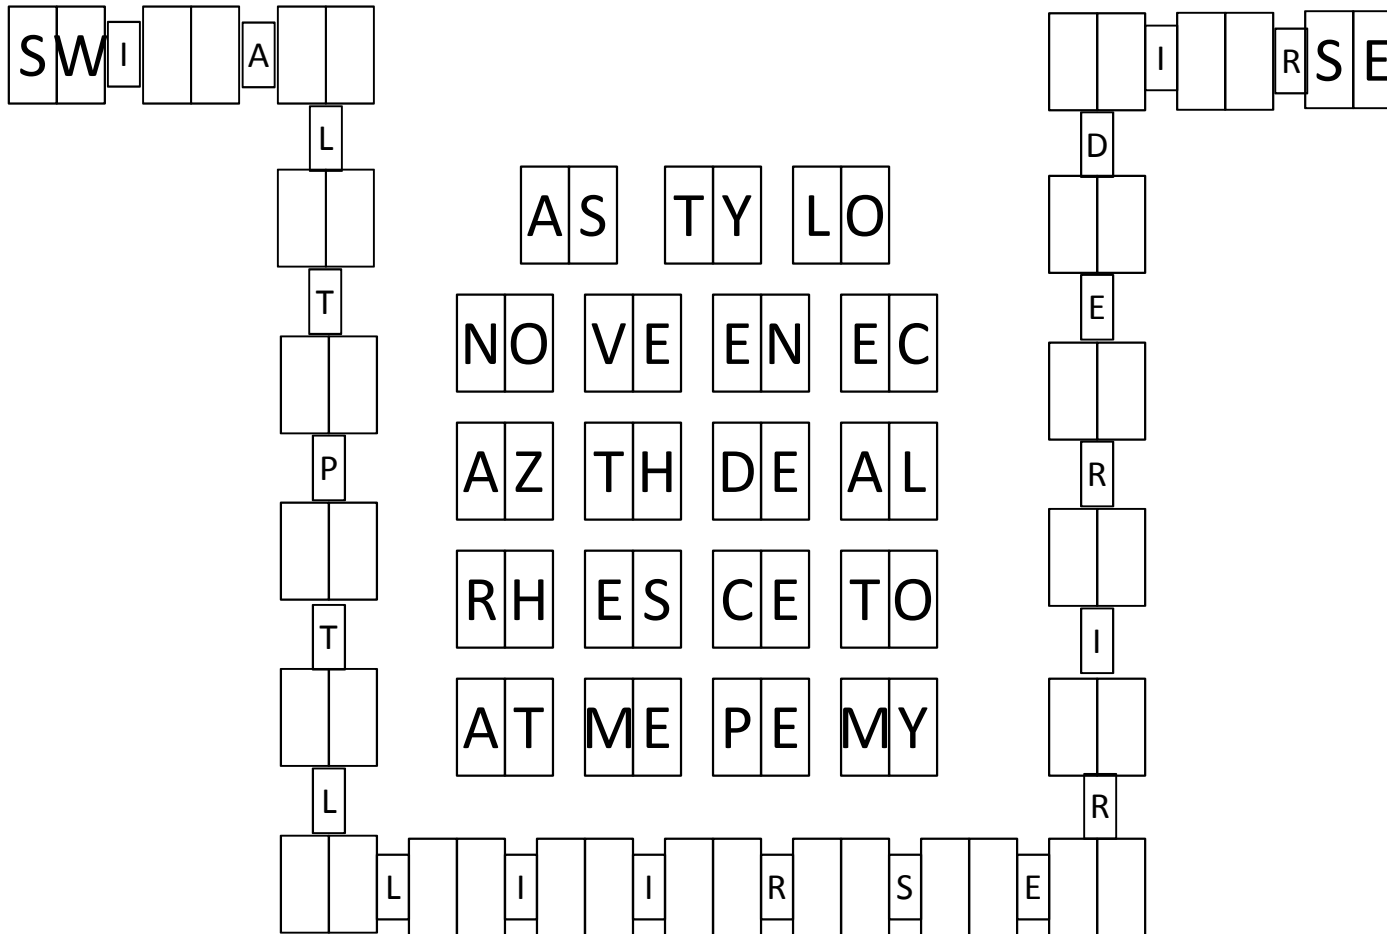 SW I A I R SE
L D
AS TY LO
T E
NO VE EN EC
P R
AZ TH DE AL
RH ES CE TO
T I
AT ME PE MY
L R
L I I R S E